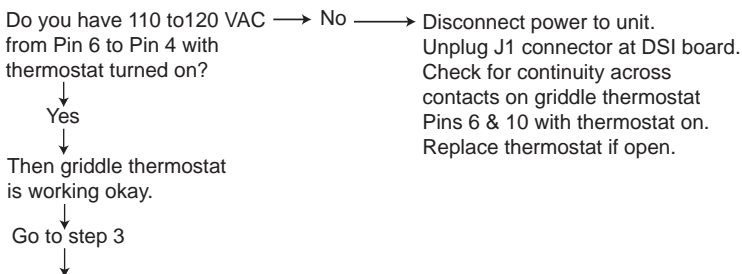 Do you have 110 to120 VAC
from Pin 6 to Pin 4 with
thermostat turned on?
No
Disconnect power to unit.
Unplug J1 connector at DSI board.
Check for continuity across
contacts on griddle thermostat
Pins 6 & 10 with thermostat on.
Replace thermostat if open.
Yes
Then griddle thermostat
is working okay.
Go to step 3